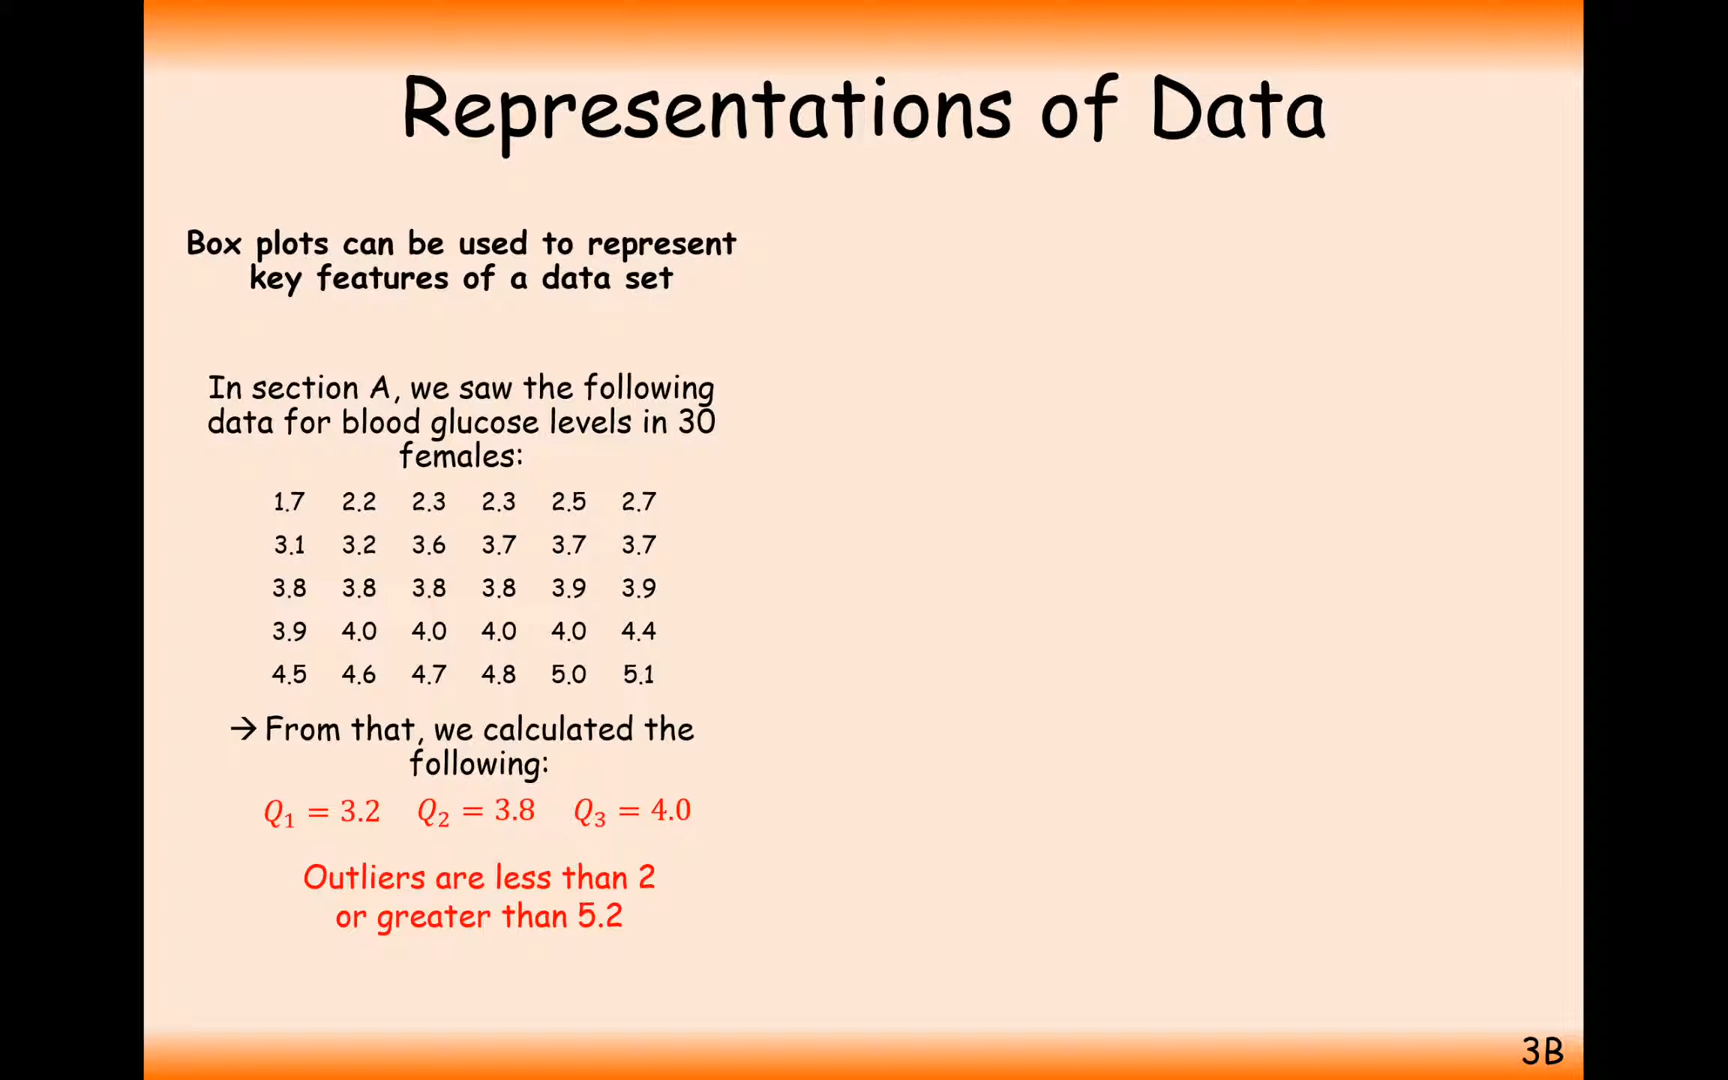 Representations of Data
Box plots can be used to represent
key features of a data set
In section A, we saw the following
data for blood glucose levels in 30
females:
1.7 2.2 2.3 2.3 2.5 2.7
3.1 3.2 3.6 3.7 3.7 3.7
3.8 3.8 3.8 3.8 3.9 3.9
3.9 4.0 4.0 4.0 4.0 4.4
4.5 4.6 4.7 4.8 5.0 5.1
→ From that, we calculated the
following:
Q₁ = 3.2 Q₂ = 3.8 Q₃ = 4.0
Outliers are less than 2
or greater than 5.2
3B